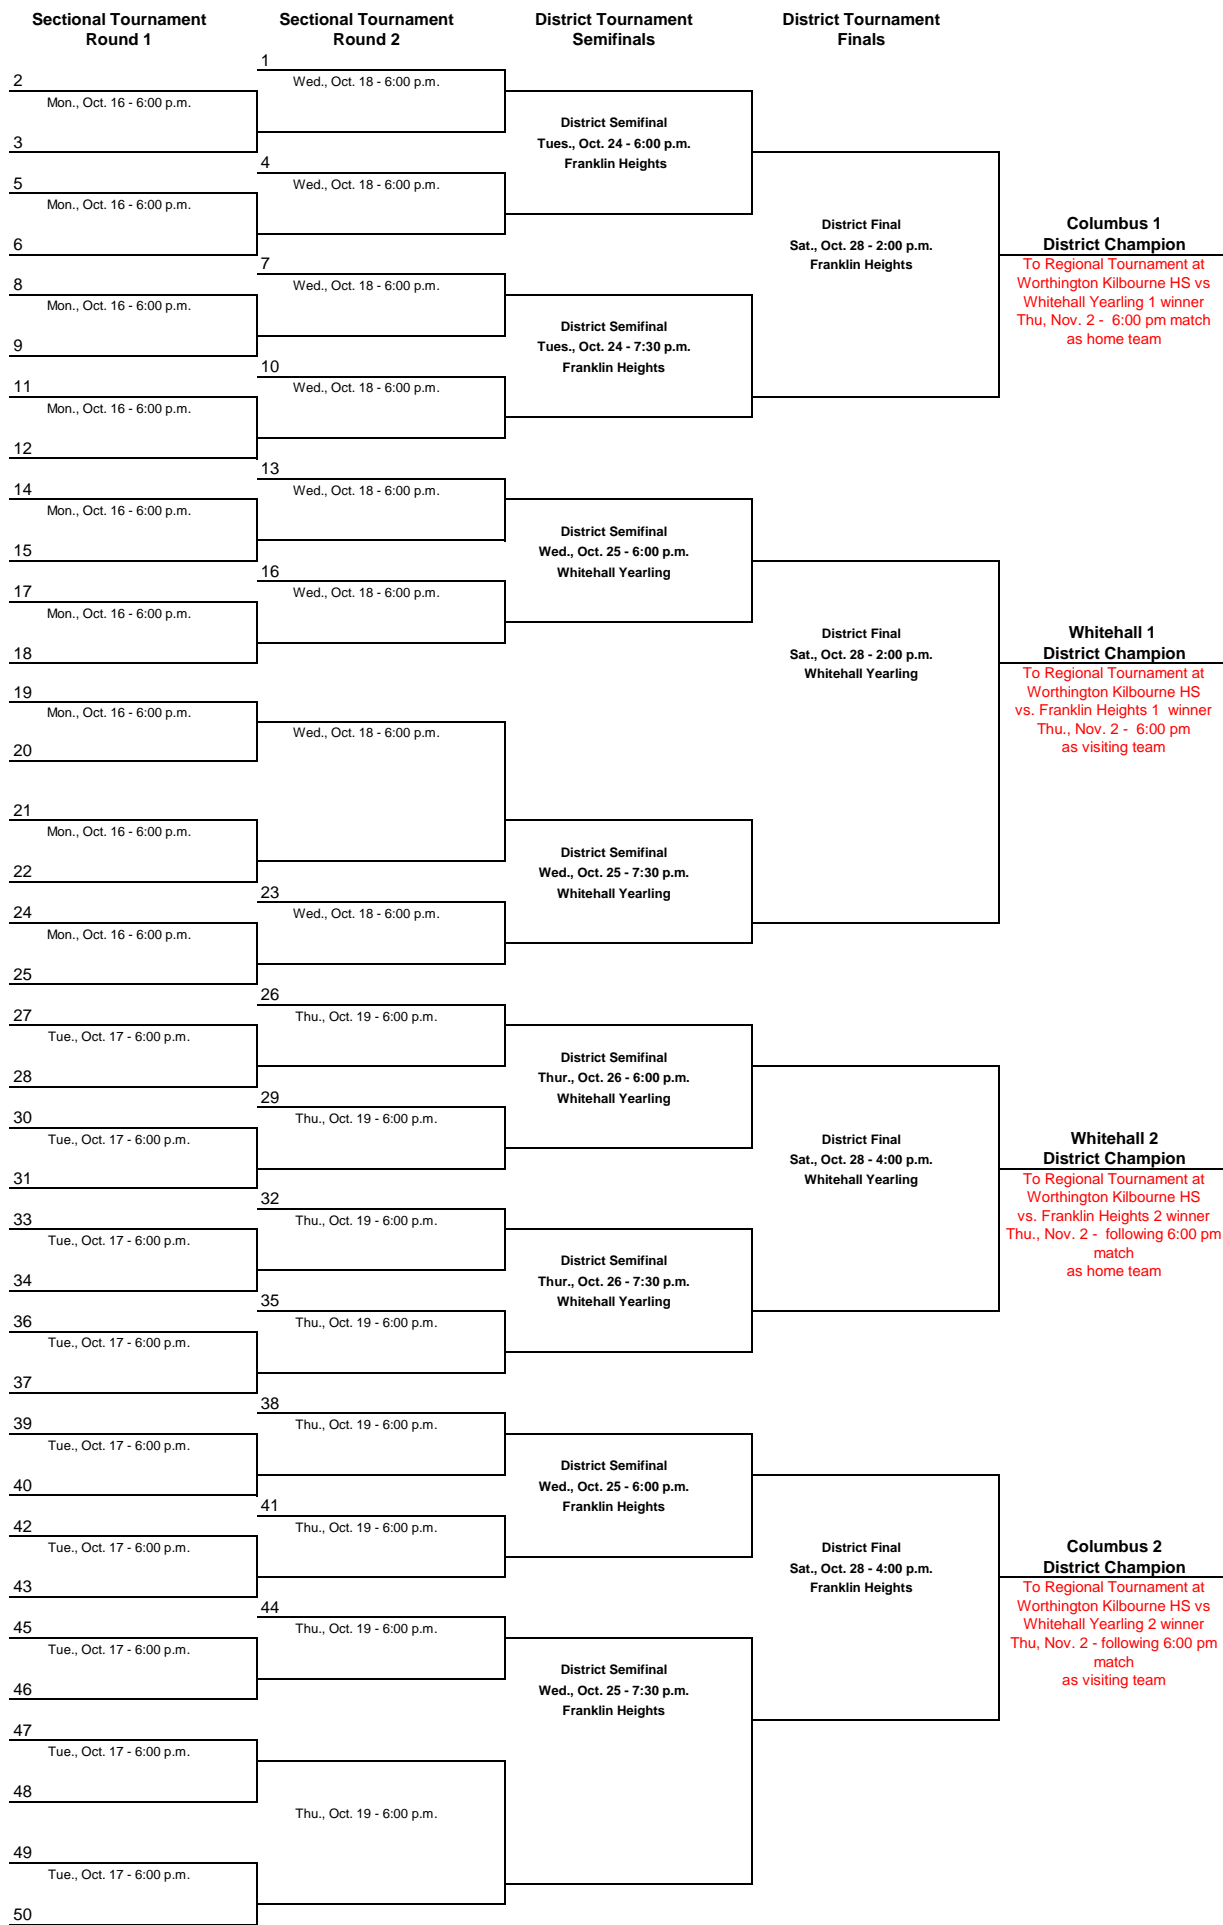 Sectional Tournament
Round 1
Sectional Tournament
Round 2
District Tournament
Semifinals
District Tournament
Finals
1
2
Wed., Oct. 18 - 6:00 p.m.
Mon., Oct. 16 - 6:00 p.m.
District Semifinal
3
Tues., Oct. 24 - 6:00 p.m.
4
Franklin Heights
5
Wed., Oct. 18 - 6:00 p.m.
Mon., Oct. 16 - 6:00 p.m.
District Final
Columbus 1
6
Sat., Oct. 28 - 2:00 p.m.
District Champion
7
Franklin Heights
To Regional Tournament at
8
Wed., Oct. 18 - 6:00 p.m.
Worthington Kilbourne HS vs
Mon., Oct. 16 - 6:00 p.m.
Whitehall Yearling 1 winner
District Semifinal
Thu, Nov. 2 - 6:00 pm match
9
Tues., Oct. 24 - 7:30 p.m.
as home team
10
Franklin Heights
11
Wed., Oct. 18 - 6:00 p.m.
Mon., Oct. 16 - 6:00 p.m.
12
13
14
Wed., Oct. 18 - 6:00 p.m.
Mon., Oct. 16 - 6:00 p.m.
District Semifinal
15
Wed., Oct. 25 - 6:00 p.m.
16
Whitehall Yearling
17
Wed., Oct. 18 - 6:00 p.m.
Mon., Oct. 16 - 6:00 p.m.
District Final
Whitehall 1
18
Sat., Oct. 28 - 2:00 p.m.
District Champion
Whitehall Yearling
To Regional Tournament at
19
Worthington Kilbourne HS
Mon., Oct. 16 - 6:00 p.m.
vs. Franklin Heights 1 winner
Wed., Oct. 18 - 6:00 p.m.
Thu., Nov. 2 - 6:00 pm
20
as visiting team
21
Mon., Oct. 16 - 6:00 p.m.
District Semifinal
22
Wed., Oct. 25 - 7:30 p.m.
23
Whitehall Yearling
24
Wed., Oct. 18 - 6:00 p.m.
Mon., Oct. 16 - 6:00 p.m.
25
26
27
Thu., Oct. 19 - 6:00 p.m.
Tue., Oct. 17 - 6:00 p.m.
District Semifinal
28
Thur., Oct. 26 - 6:00 p.m.
29
Whitehall Yearling
30
Thu., Oct. 19 - 6:00 p.m.
Tue., Oct. 17 - 6:00 p.m.
District Final
Whitehall 2
31
Sat., Oct. 28 - 4:00 p.m.
District Champion
32
Whitehall Yearling
To Regional Tournament at
Worthington Kilbourne HS
33
Thu., Oct. 19 - 6:00 p.m.
vs. Franklin Heights 2 winner
Tue., Oct. 17 - 6:00 p.m.
Thu., Nov. 2 - following 6:00 pm
match
District Semifinal
as home team
34
Thur., Oct. 26 - 7:30 p.m.
35
Whitehall Yearling
36
Thu., Oct. 19 - 6:00 p.m.
Tue., Oct. 17 - 6:00 p.m.
37
38
39
Thu., Oct. 19 - 6:00 p.m.
Tue., Oct. 17 - 6:00 p.m.
District Semifinal
40
Wed., Oct. 25 - 6:00 p.m.
41
Franklin Heights
42
Thu., Oct. 19 - 6:00 p.m.
Tue., Oct. 17 - 6:00 p.m.
District Final
Columbus 2
43
Sat., Oct. 28 - 4:00 p.m.
District Champion
44
Franklin Heights
To Regional Tournament at
Worthington Kilbourne HS vs
45
Thu., Oct. 19 - 6:00 p.m.
Whitehall Yearling 2 winner
Tue., Oct. 17 - 6:00 p.m.
Thu, Nov. 2 - following 6:00 pm
match
District Semifinal
as visiting team
46
Wed., Oct. 25 - 7:30 p.m.
Franklin Heights
47
Tue., Oct. 17 - 6:00 p.m.
48
Thu., Oct. 19 - 6:00 p.m.
49
Tue., Oct. 17 - 6:00 p.m.
50